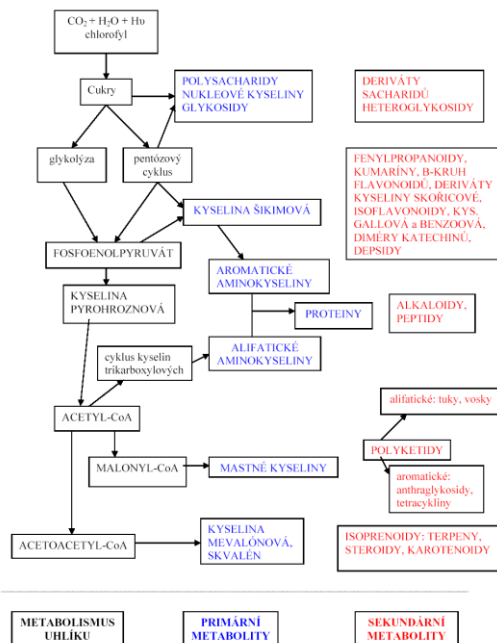 CO₂ + H₂O + Hυ
chlorofyl
Cukry
POLYSACHARIDY
NUKLEOVÉ KYSELINY
GLYKOSIDY
DERIVÁTY
SACHARIDŮ
HETEROGLYKOSIDY
glykolýza
pentózový
cyklus
FENYLPROPANOIDY,
KUMARÍNY, B-KRUH
FLAVONOIDŮ, DERIVÁTY
KYSELINY SKOŘICOVÉ,
ISOFLAVONOIDY, KYS.
GALLOVÁ a BENZOOVÁ,
DIMÉRY KATECHINŮ,
DEPSIDY
KYSELINA ŠIKIMOVÁ
FOSFOENOLPYRUVÁT
AROMATICKÉ
AMINOKYSELINY
KYSELINA
PYROHROZNOVÁ
PROTEINY
ALKALOIDY,
PEPTIDY
cyklus kyselin
trikarboxylových
ALIFATICKÉ
AMINOKYSELINY
alifatické: tuky, vosky
ACETYL-CoA
POLYKETIDY
MALONYL-CoA
MASTNÉ KYSELINY
aromatické:
anthraglykosidy,
tetracykliny
ACETOACETYL-CoA
KYSELINA
MEVALÓNOVÁ,
SKVALÉN
ISOPRENOIDY: TERPENY,
STEROIDY, KAROTENOIDY
METABOLISMUS
UHLÍKU
PRIMÁRNÍ
METABOLITY
SEKUNDÁRNÍ
METABOLITY